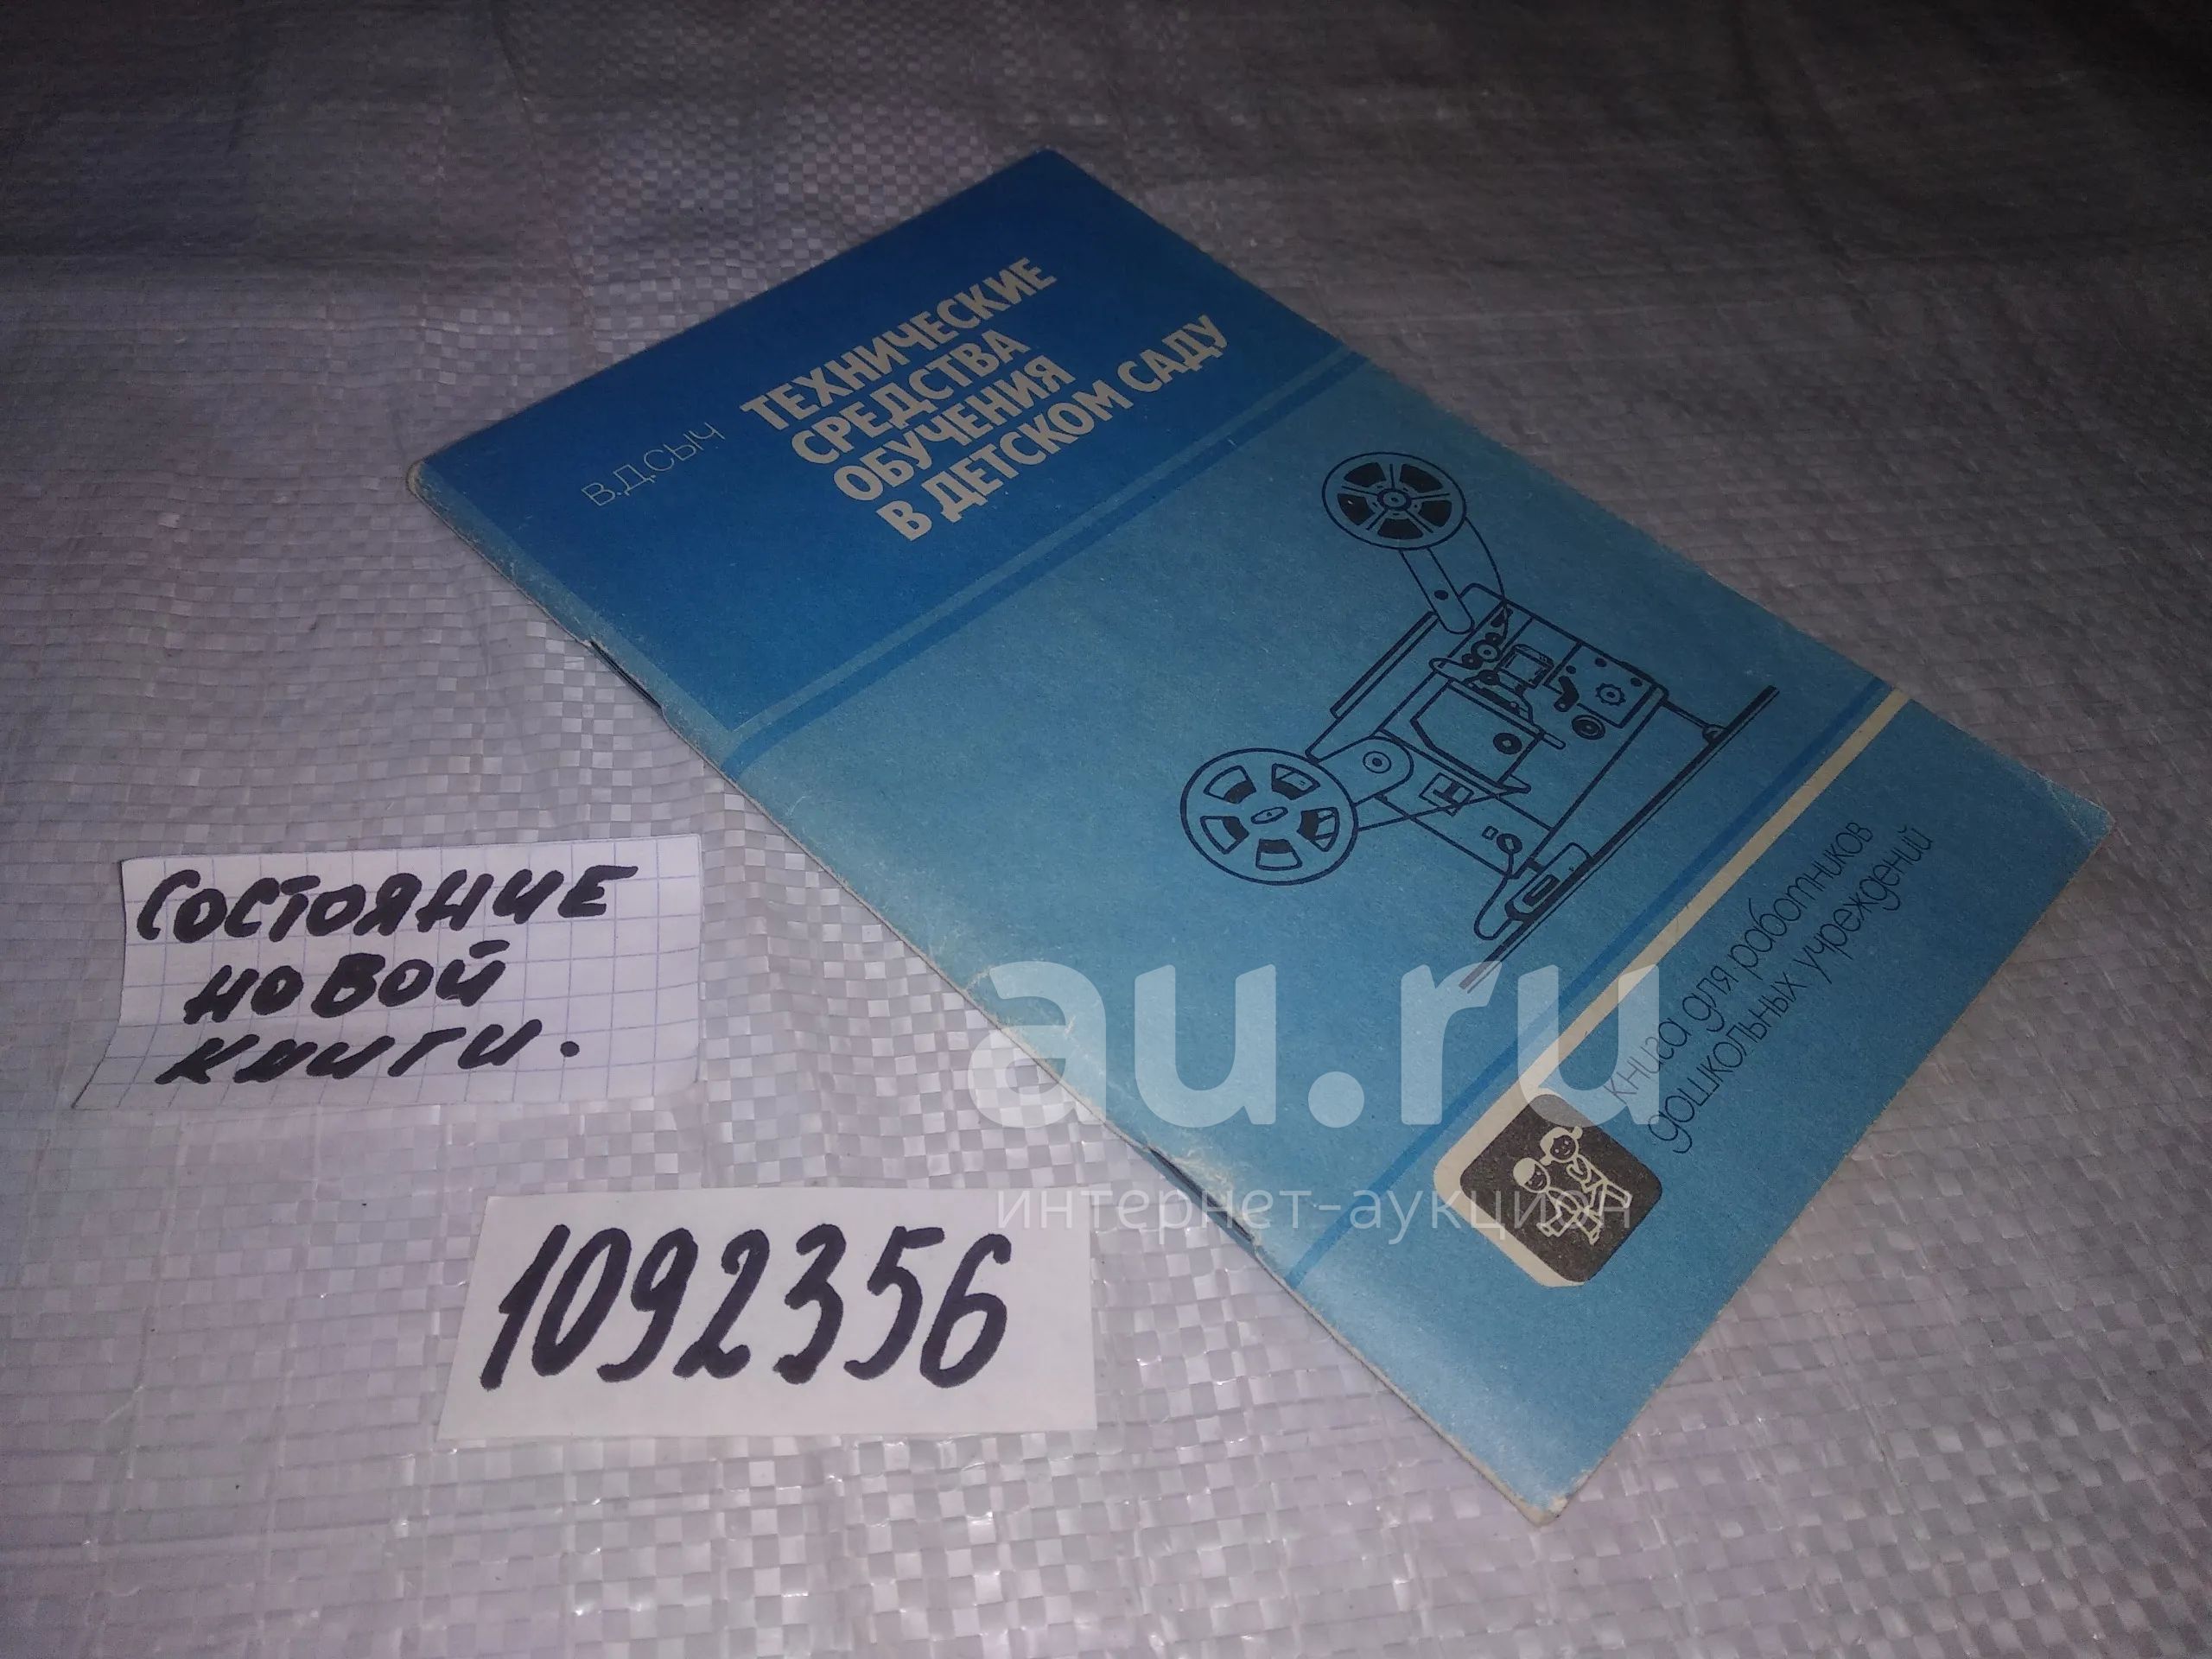 В.Д.СЫЧ
ТЕХНИЧЕСКИЕ
СРЕДСТВА
ОБУЧЕНИЯ
В ДЕТСКОМ САДУ
книга для работников
дошкольных учреждений
СОСТОЯНИЕ
НОВОЙ
КНИГИ.
1092356
au.ru
интернет-аукцион